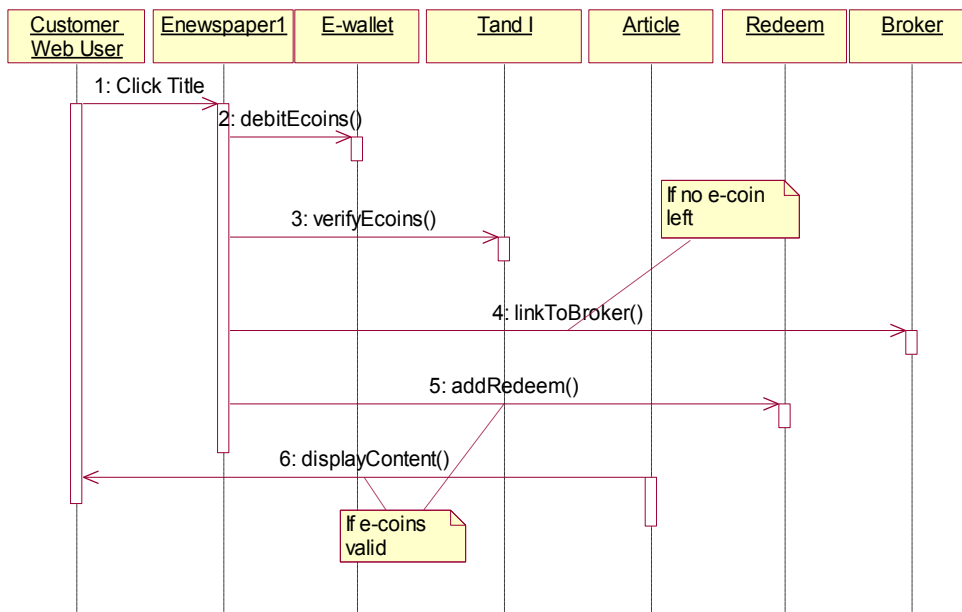 Customer
Web User
Enewspaper1
E-wallet
Tand I
Article
Redeem
Broker
1: Click Title
2: debitEcoins()
If no e-coin
left
3: verifyEcoins()
4: linkToBroker()
5: addRedeem()
6: displayContent()
If e-coins
valid